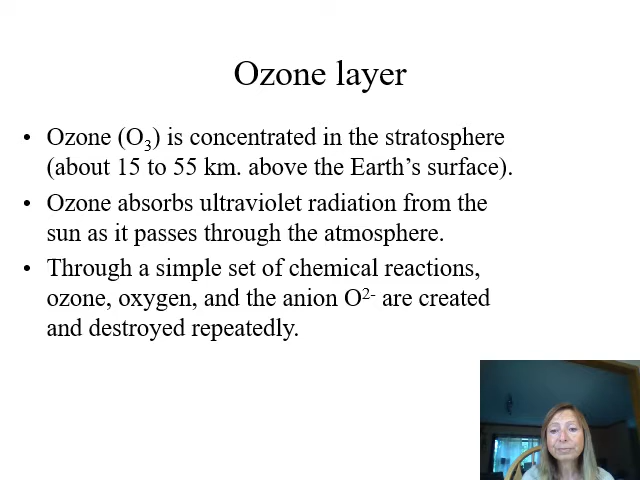 Ozone layer
• Ozone (O₃) is concentrated in the stratosphere
(about 15 to 55 km. above the Earth’s surface).
• Ozone absorbs ultraviolet radiation from the
sun as it passes through the atmosphere.
• Through a simple set of chemical reactions,
ozone, oxygen, and the anion O²⁻ are created
and destroyed repeatedly.